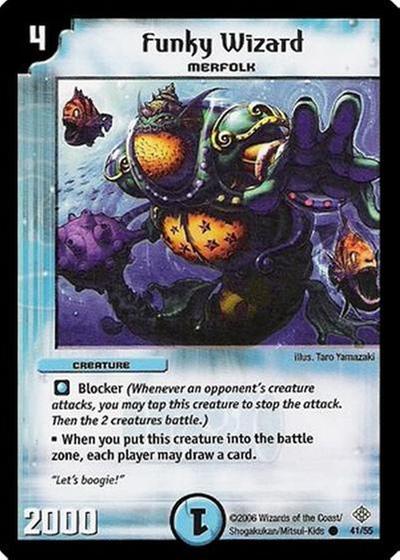 4
Funky Wizard
MERFOLK
illus. Taro Yamazaki
CREATURE
Blocker (Whenever an opponent's creature
attacks, you may tap this creature to stop the attack.
Then the 2 creatures battle.)
▪ When you put this creature into the battle
zone, each player may draw a card.
"Let's boogie!"
2000
1
©2006 Wizards of the Coast/
Shogakukan/Mitsui-Kids ● 41/55